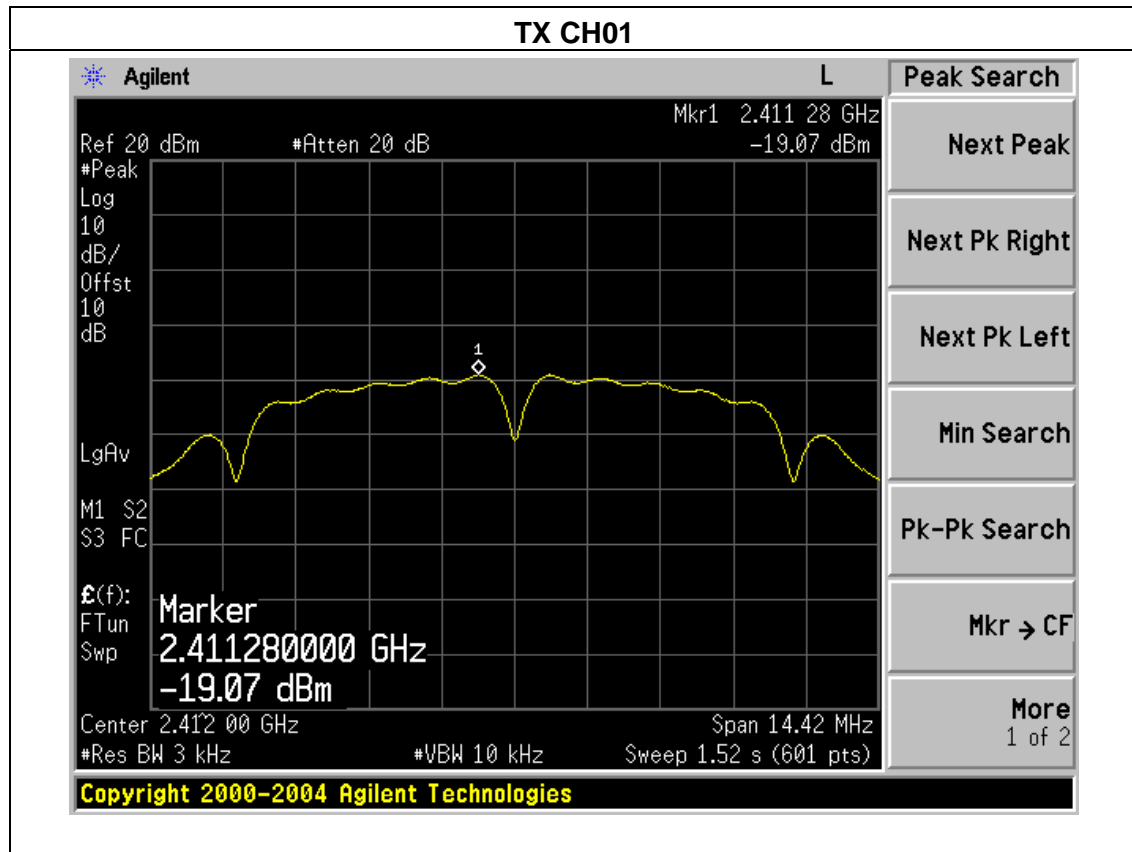 TX CH01
Agilent
L
Peak Search
Mkr1 2.411 28 GHz
Ref 20 dBm #Atten 20 dB -19.07 dBm
#Peak
Log
10
dB/
Offst
10
dB
1
LgAv
M1 S2
S3 FC
£(f):
FTun
Swp
Marker
2.411280000 GHz
-19.07 dBm
Center 2.412 00 GHz Span 14.42 MHz
#Res BW 3 kHz #VBW 10 kHz Sweep 1.52 s (601 pts)
Next Peak
Next Pk Right
Next Pk Left
Min Search
Pk-Pk Search
Mkr → CF
More
1 of 2
Copyright 2000-2004 Agilent Technologies